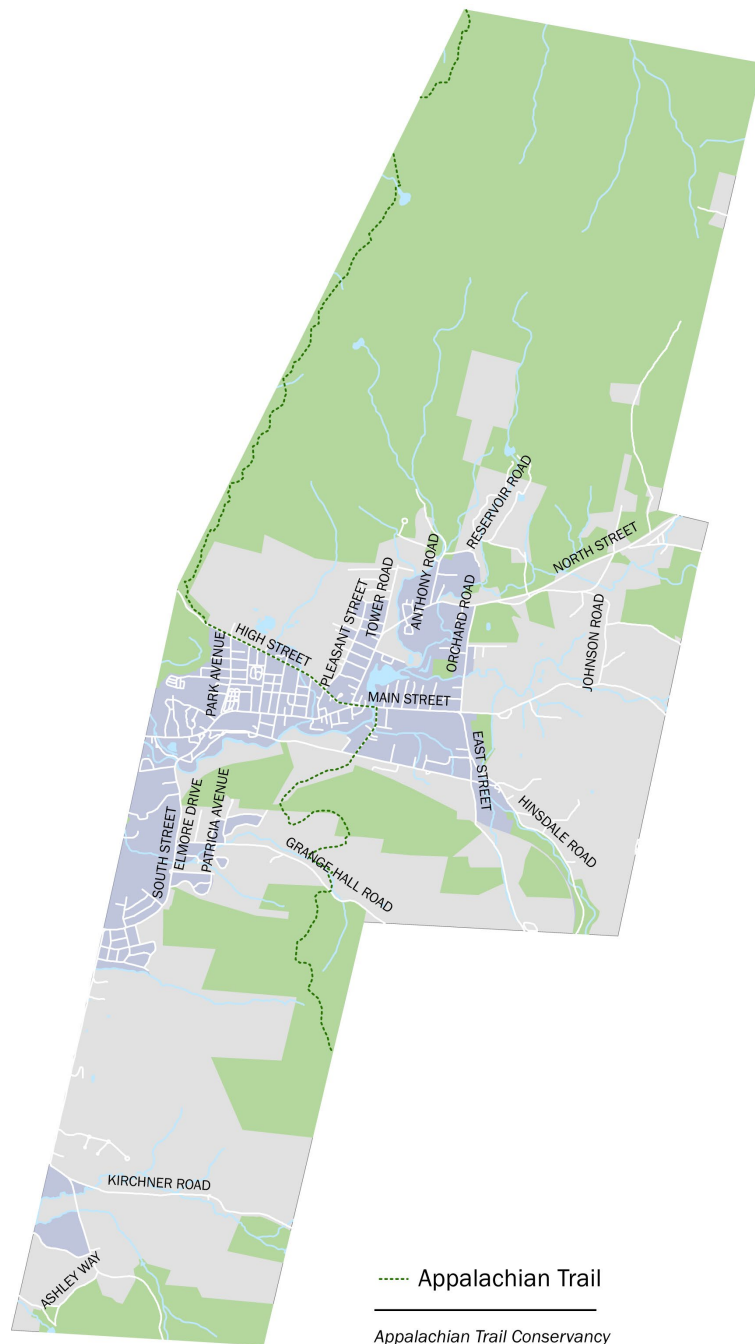 RESERVOIR ROAD
NORTH STREET
ANTHONY ROAD
TOWER ROAD
PLEASANT STREET
ORCHARD ROAD
JOHNSON ROAD
HIGH STREET
PARK AVENUE
MAIN STREET
EAST STREET
HINSDALE ROAD
SOUTH STREET
ELMORE DRIVE
PATRICIA AVENUE
GRANGE HALL ROAD
KIRCHNER ROAD
ASHLEY WAY
Appalachian Trail
Appalachian Trail Conservancy